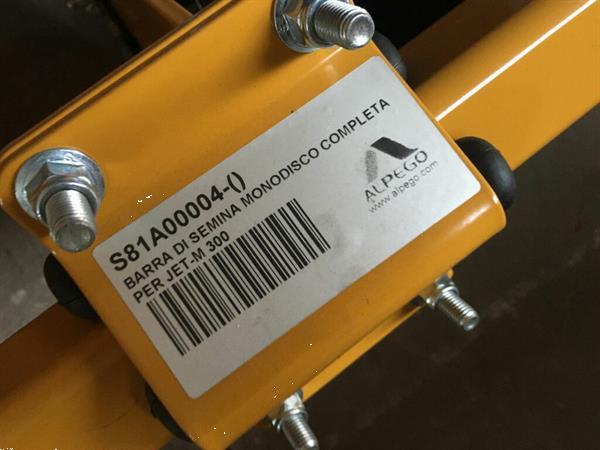 S81A00004-()
BARRA DI SEMINA MONODISCO COMPLETA
PER JET-M 300
ALPEGO
www.alpego.com